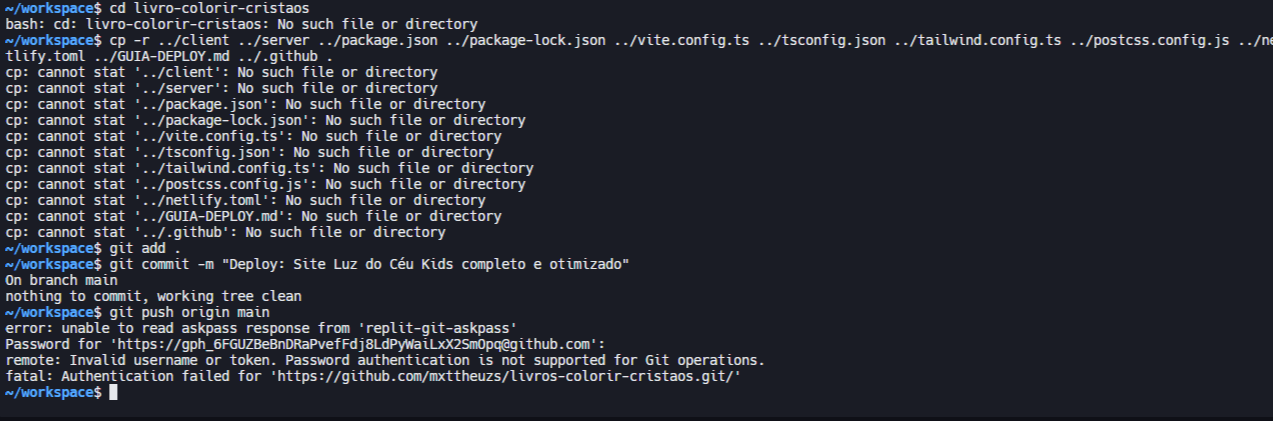 ~/workspace$ cd livro-colorir-cristaos
bash: cd: livro-colorir-cristaos: No such file or directory
~/workspace$ cp -r ../client ../server ../package.json ../package-lock.json ../vite.config.ts ../tsconfig.json ../tailwind.config.ts ../postcss.config.js ../ne
tlify.toml ../GUIA-DEPLOY.md ../.github .
cp: cannot stat '../client': No such file or directory
cp: cannot stat '../server': No such file or directory
cp: cannot stat '../package.json': No such file or directory
cp: cannot stat '../package-lock.json': No such file or directory
cp: cannot stat '../vite.config.ts': No such file or directory
cp: cannot stat '../tsconfig.json': No such file or directory
cp: cannot stat '../tailwind.config.ts': No such file or directory
cp: cannot stat '../postcss.config.js': No such file or directory
cp: cannot stat '../netlify.toml': No such file or directory
cp: cannot stat '../GUIA-DEPLOY.md': No such file or directory
cp: cannot stat '../.github': No such file or directory
~/workspace$ git add .
~/workspace$ git commit -m "Deploy: Site Luz do Céu Kids completo e otimizado"
On branch main
nothing to commit, working tree clean
~/workspace$ git push origin main
error: unable to read askpass response from 'replit-git-askpass'
Password for 'https://gph_6FGUZBeBnDRaPvefFdj8LdPyWaiLxX2SmOpq@github.com':
remote: Invalid username or token. Password authentication is not supported for Git operations.
fatal: Authentication failed for 'https://github.com/mxttheuzs/livros-colorir-cristaos.git/'
~/workspace$